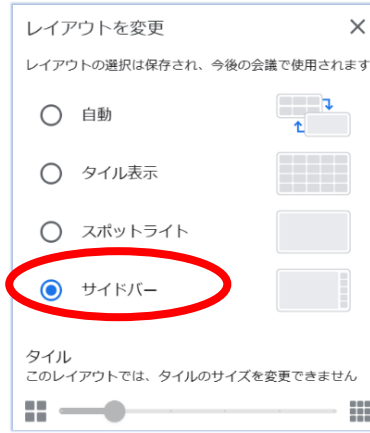 レイアウトを変更
レイアウトの選択は保存され、今後の会議で使用されます
自動
タイル表示
スポットライト
サイドバー
タイル
このレイアウトでは、タイルのサイズを変更できません